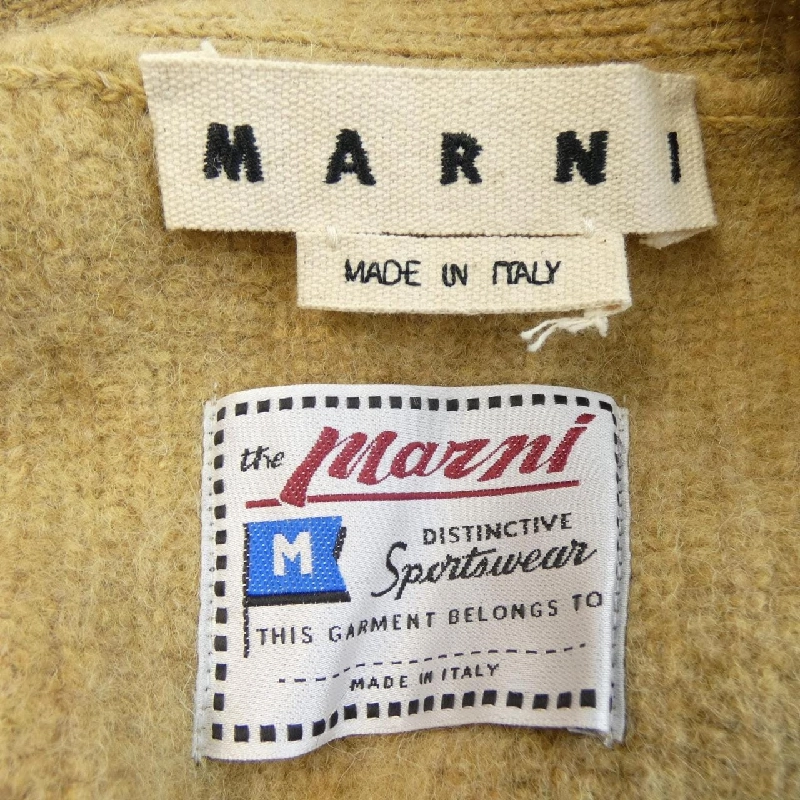 MARNI
MADE IN ITALY
the Marni
M
DISTINCTIVE
Sportswear
THIS GARMENT BELONGS TO
MADE IN ITALY